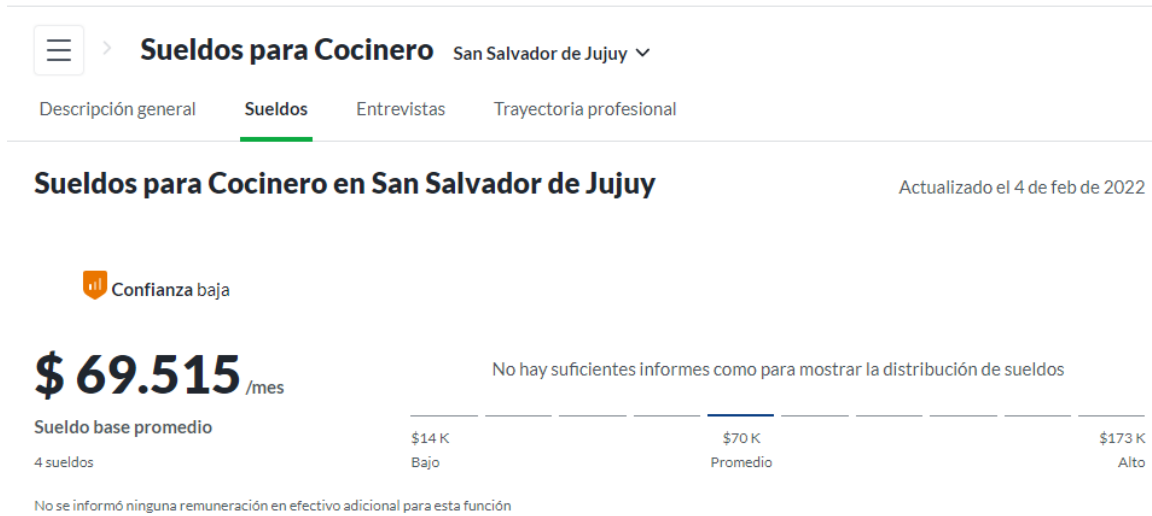 Sueldos para Cocinero San Salvador de Jujuy
Descripción general Sueldos Entrevistas Trayectoria profesional
Sueldos para Cocinero en San Salvador de Jujuy Actualizado el 4 de feb de 2022
Confianza baja
$ 69.515 /mes
No hay suficientes informes como para mostrar la distribución de sueldos
Sueldo base promedio
$14 K $70 K $173 K
4 sueldos
Bajo Promedio Alto
No se informó ninguna remuneración en efectivo adicional para esta función